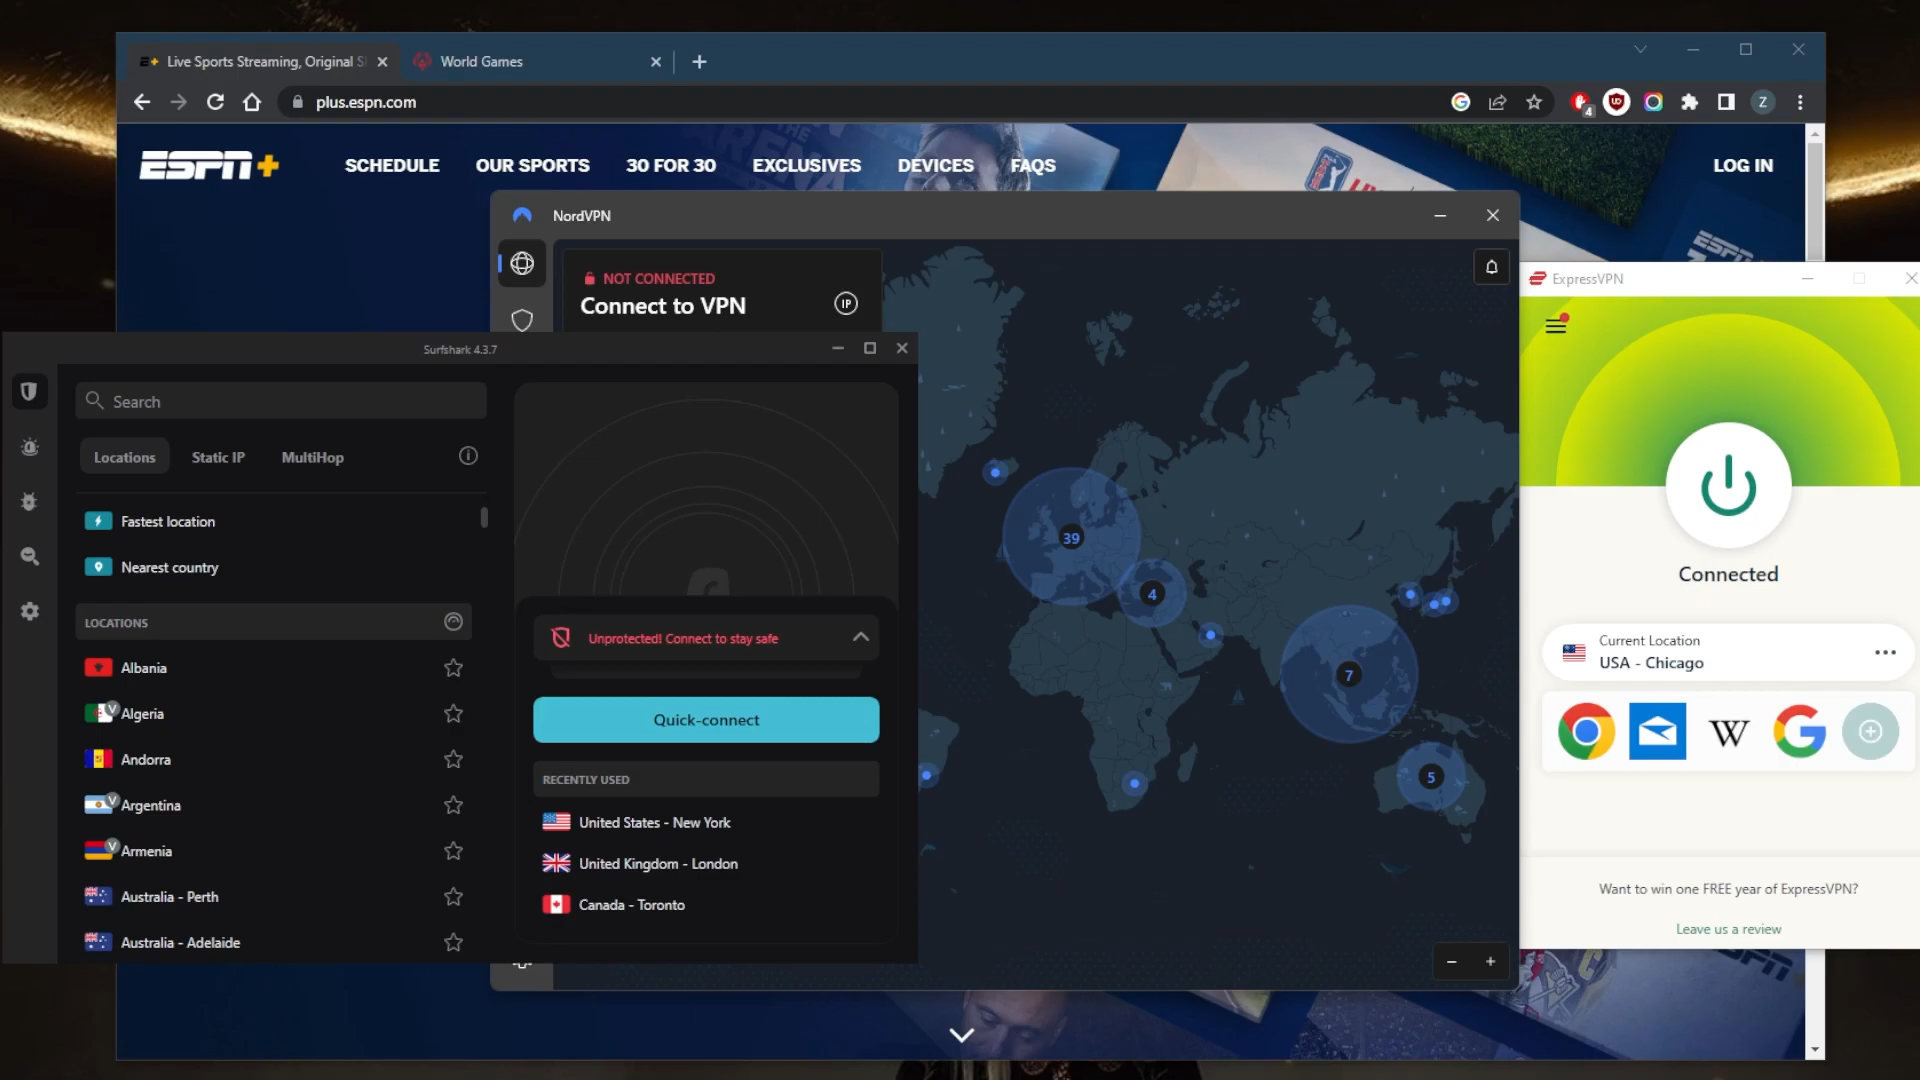 Live Sports Streaming, Original S
World Games
plus.espn.com
4
Z
ESPN+
SCHEDULE
OUR SPORTS
30 FOR 30
EXCLUSIVES
DEVICES
FAQS
LOG IN
NordVPN
NOT CONNECTED
Connect to VPN
IP
39
4
7
5
Surfshark 4.3.7
Search
Locations
Static IP
MultiHop
Fastest location
Nearest country
LOCATIONS
Albania
V
Algeria
Andorra
V
Argentina
V
Armenia
Australia - Perth
Australia - Adelaide
Unprotected! Connect to stay safe
Quick-connect
RECENTLY USED
United States - New York
United Kingdom - London
Canada - Toronto
ExpressVPN
Connected
Current Location
USA - Chicago
W
Want to win one FREE year of ExpressVPN?
Leave us a review